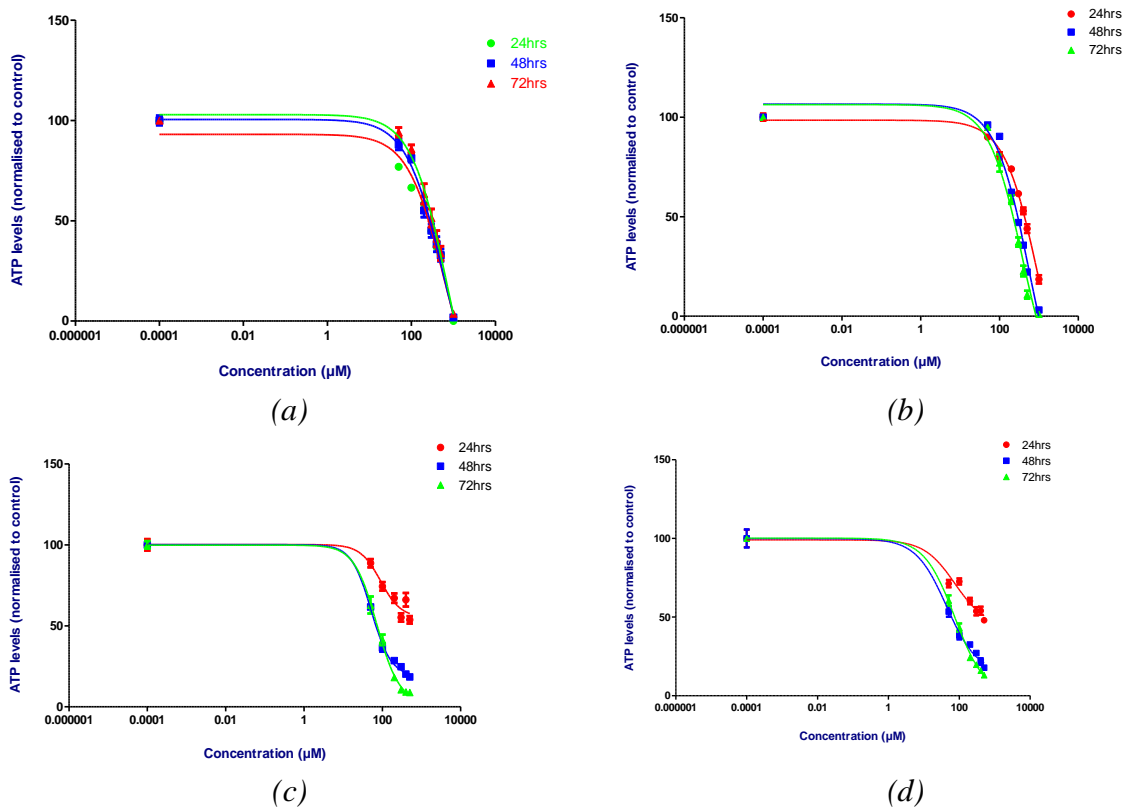 150
100
50
0
ATP levels (normalised to control)
0.000001
0.0001
0.01
1
100
10000
Concentration (µM)
24hrs
48hrs
72hrs
(a)
150
100
50
0
ATP levels (normalised to control)
0.000001
0.0001
0.01
1
100
10000
Concentration (µM)
24hrs
48hrs
72hrs
(b)
150
100
50
0
ATP levels (normalised to control)
0.000001
0.0001
0.01
1
100
10000
Concentration (µM)
24hrs
48hrs
72hrs
(c)
150
100
50
0
ATP levels (normalised to control)
0.000001
0.0001
0.01
1
100
10000
Concentration (µM)
24hrs
48hrs
72hrs
(d)